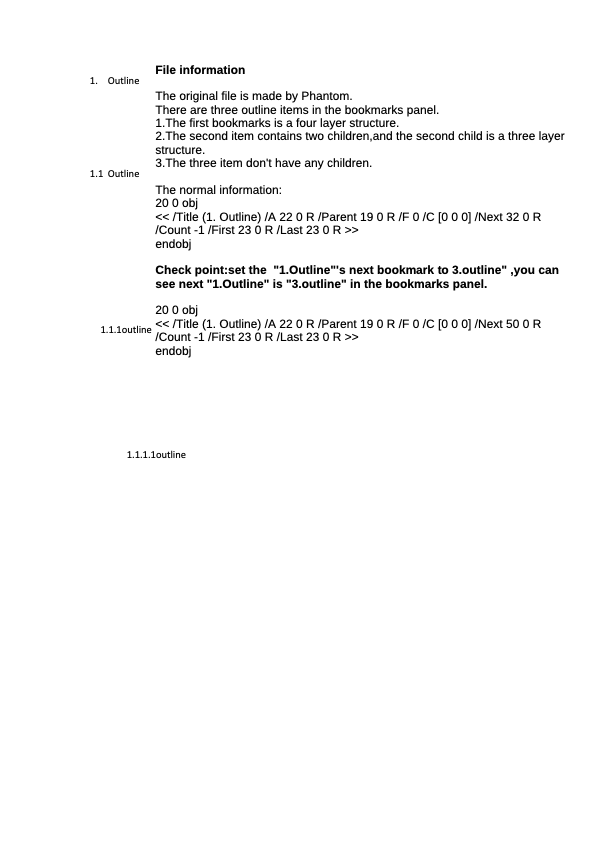 File information
1. Outline
The original file is made by Phantom.
There are three outline items in the bookmarks panel.
1.The first bookmarks is a four layer structure.
2.The second item contains two children,and the second child is a three layer
structure.
3.The three item don't have any children.
1.1 Outline
The normal information:
20 0 obj
<< /Title (1. Outline) /A 22 0 R /Parent 19 0 R /F 0 /C [0 0 0] /Next 32 0 R
/Count -1 /First 23 0 R /Last 23 0 R >>
endobj
Check point:set the  "1.Outline"'s next bookmark to 3.outline" ,you can
see next "1.Outline" is "3.outline" in the bookmarks panel.
20 0 obj
<< /Title (1. Outline) /A 22 0 R /Parent 19 0 R /F 0 /C [0 0 0] /Next 50 0 R
1.1.1outline
/Count -1 /First 23 0 R /Last 23 0 R >>
endobj
1.1.1.1outline